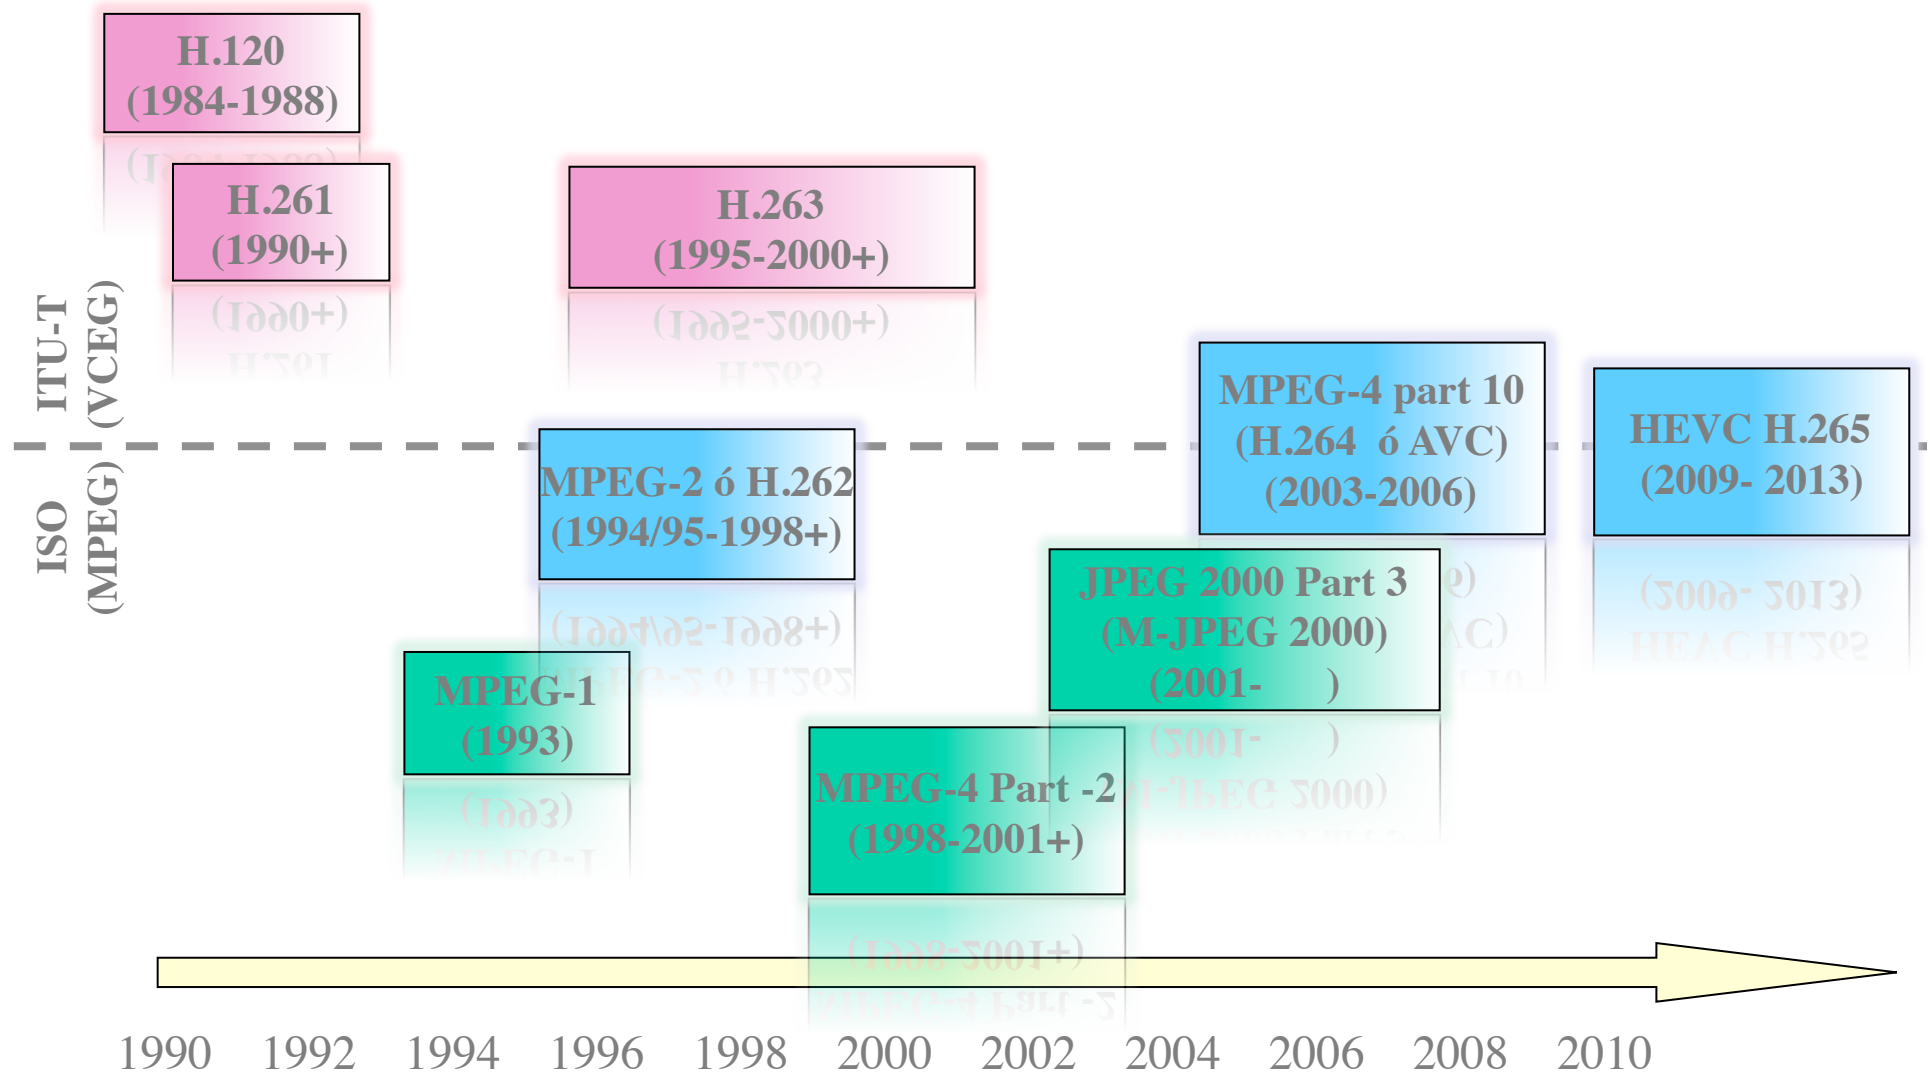 H.120
(1984-1988)
H.261
(1990+)
H.263
(1995-2000+)
ITU-T
(VCEG)
MPEG-4 part 10
(H.264  ó AVC)
(2003-2006)
HEVC H.265
(2009- 2013)
ISO
(MPEG)
MPEG-2 ó H.262
(1994/95-1998+)
JPEG 2000 Part 3
(M-JPEG 2000)
(2001-      )
MPEG-1
(1993)
MPEG-4 Part -2
(1998-2001+)
1990 1992 1994 1996 1998 2000 2002 2004 2006 2008 2010